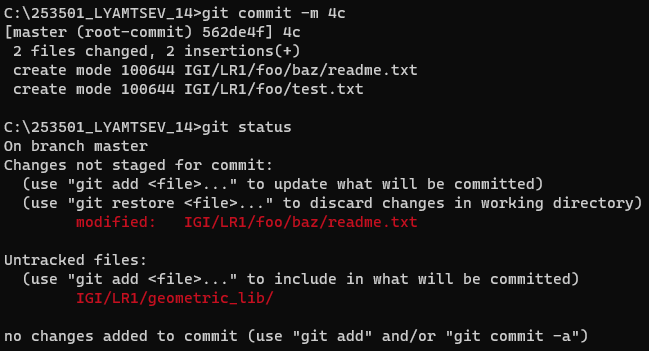 C:\253501_LYAMTSEV_14>git commit -m 4c
[master (root-commit) 562de4f] 4c
 2 files changed, 2 insertions(+)
 create mode 100644 IGI/LR1/foo/baz/readme.txt
 create mode 100644 IGI/LR1/foo/test.txt

C:\253501_LYAMTSEV_14>git status
On branch master
Changes not staged for commit:
  (use "git add <file>..." to update what will be committed)
  (use "git restore <file>..." to discard changes in working directory)
        modified:   IGI/LR1/foo/baz/readme.txt

Untracked files:
  (use "git add <file>..." to include in what will be committed)
        IGI/LR1/geometric_lib/

no changes added to commit (use "git add" and/or "git commit -a")